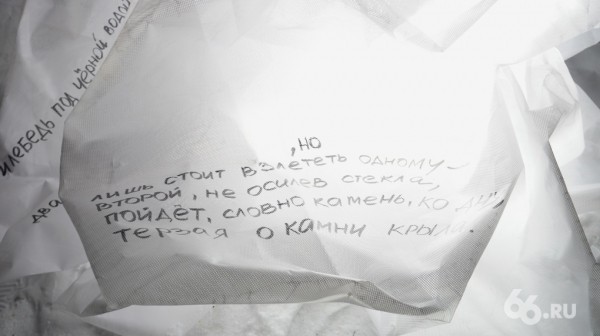 И ЛЕБЕДЬ ПОД ЧЁРНОЙ ВОДОЙ
ДВА
, НО
ЛИШЬ СТОИТ ВЗЛЕТЕТЬ ОДНОМУ –
ВТОРОЙ, НЕ ОСИЛЕВ СТЕКЛА,
ПОЙДЁТ, СЛОВНО КАМЕНЬ, КО ДНУ,
ТЕРЗАЯ О КАМНИ КРЫЛА.
66.RU